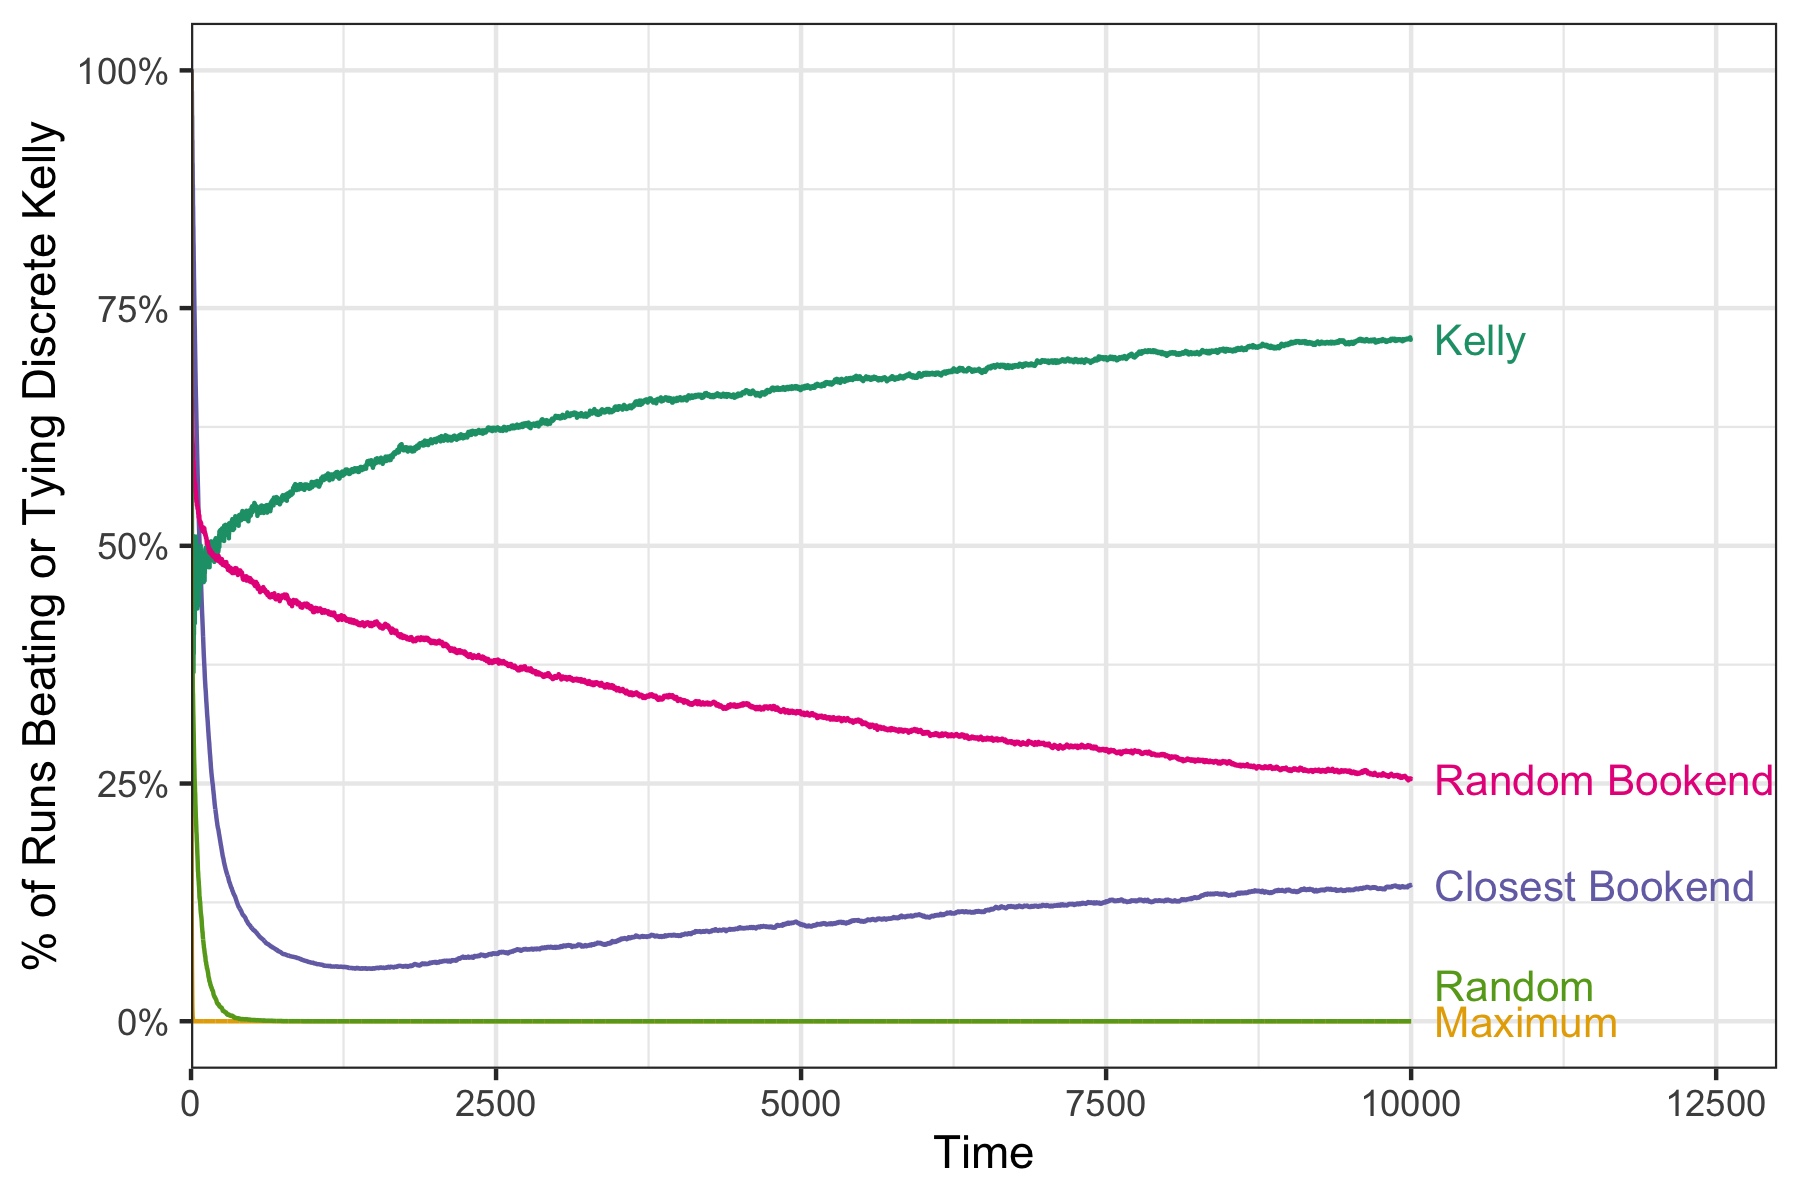 % of Runs Beating or Tying Discrete Kelly
100%
75%
50%
25%
0%
Kelly
Random Bookend
Closest Bookend
Random
Maximum
0 2500 5000 7500 10000 12500
Time